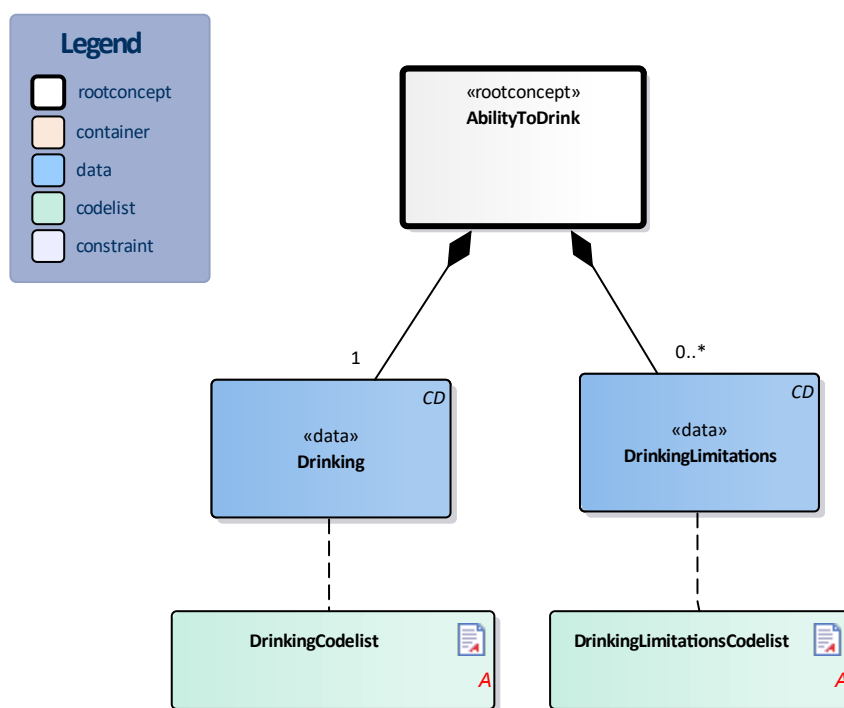 Legend
rootconcept
container
data
codelist
constraint
«rootconcept»
AbilityToDrink
1
0..*
CD
«data»
Drinking
CD
«data»
DrinkingLimitations
DrinkingCodelist
A
DrinkingLimitationsCodelist
A